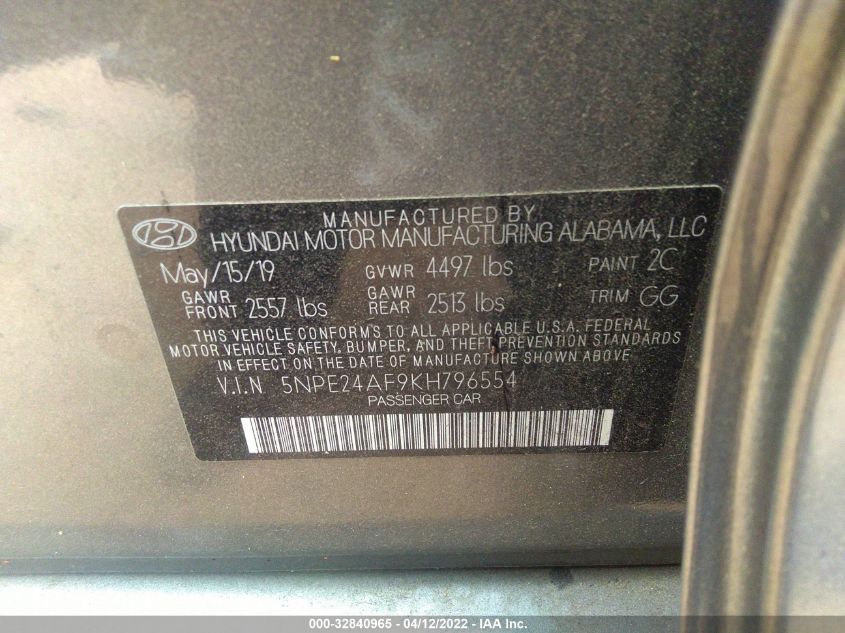 MANUFACTURED BY
HYUNDAI MOTOR MANUFACTURING ALABAMA, LLC
May/15/19 GVWR 4497 lbs PAINT 2C
GAWR FRONT 2557 lbs GAWR REAR 2513 lbs TRIM GG
THIS VEHICLE CONFORMS TO ALL APPLICABLE U.S.A. FEDERAL
MOTOR VEHICLE SAFETY, BUMPER, AND THEFT PREVENTION STANDARDS
IN EFFECT ON THE DATE OF MANUFACTURE SHOWN ABOVE
V.I.N 5NPE24AF9KH796554
PASSENGER CAR
000-32840965 - 04/12/2022 - IAA Inc.